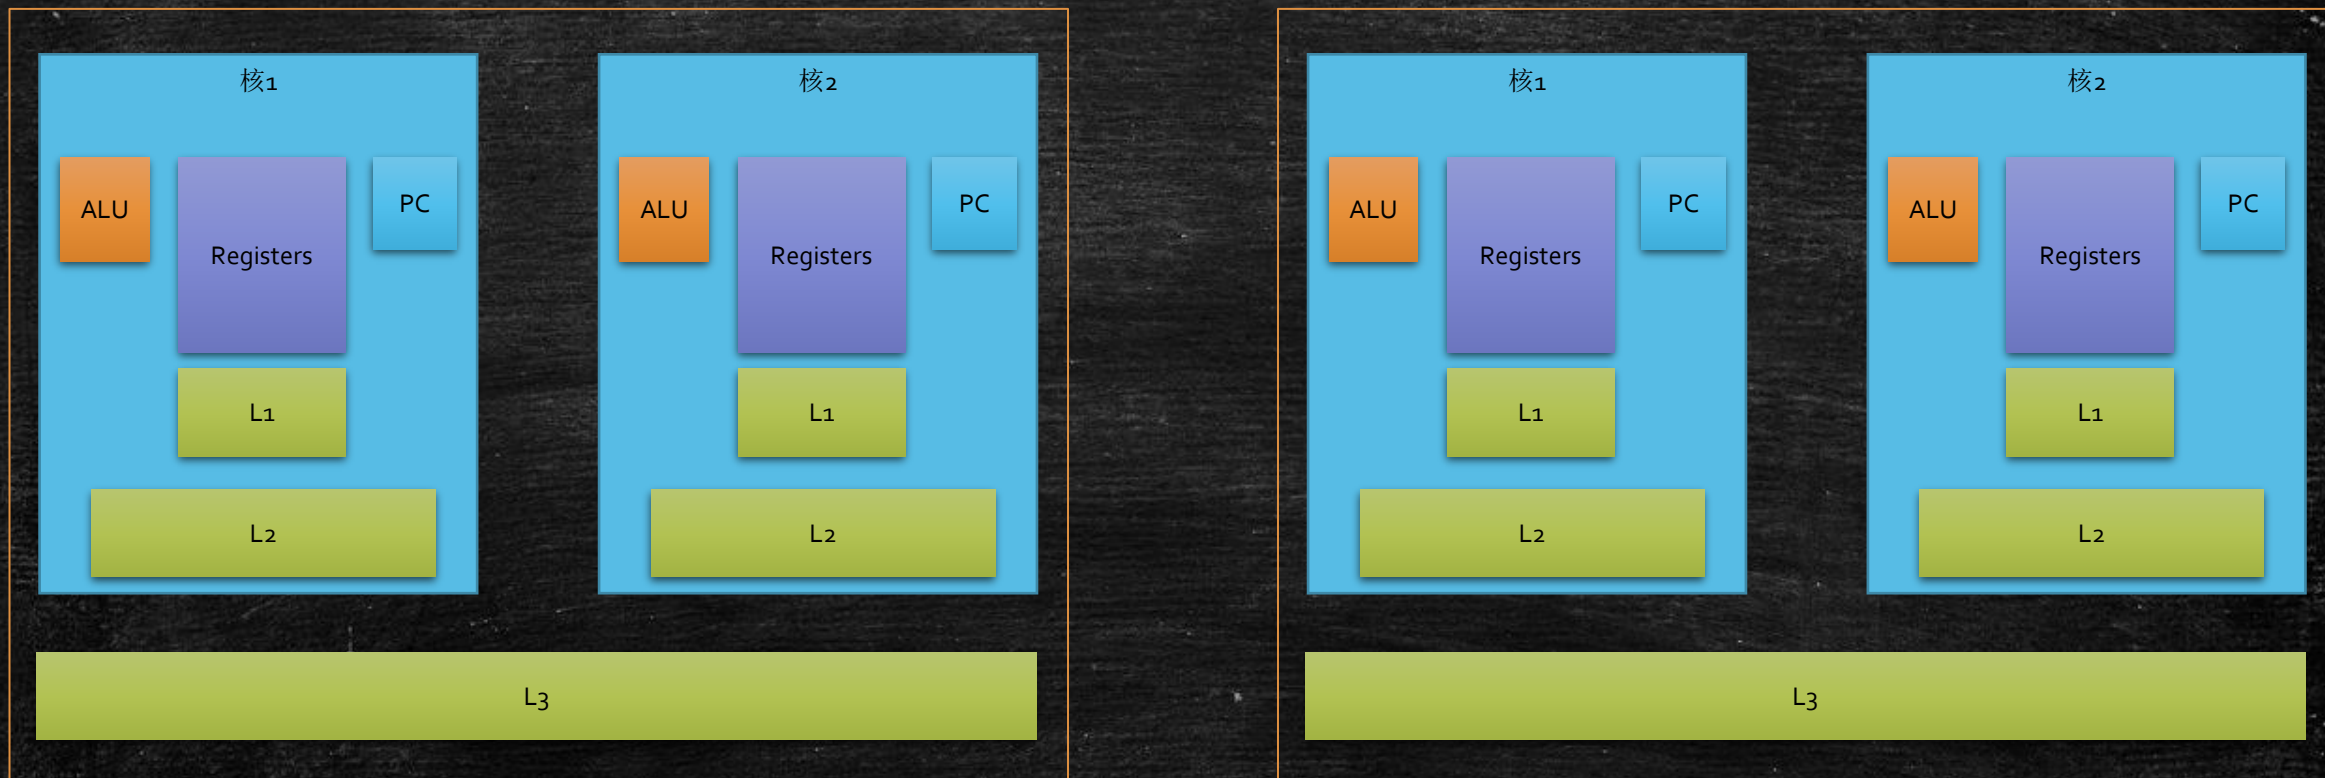 核1
核2
核1
核2
ALU
Registers
PC
ALU
Registers
PC
ALU
Registers
PC
ALU
Registers
PC
L1
L1
L1
L1
L2
L2
L2
L2
L3
L3